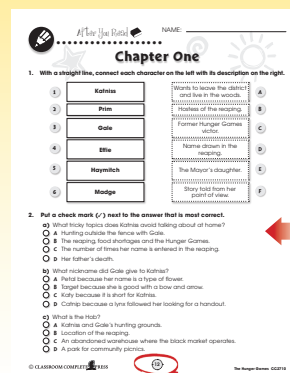 After You Read
NAME:
Chapter One
1. With a straight line, connect each character on the left with its description on the right.
1 Katniss Wants to leave the district and live in the woods. A
2 Prim Hostess of the reaping. B
3 Gale Former Hunger Games victor. C
4 Effie Name drawn in the reaping. D
5 Haymitch The Mayor's daughter. E
6 Madge Story told from her point of view. F
2. Put a check mark (✓) next to the answer that is most correct.
a) What tricky topics does Katniss avoid talking about at home?
A Hunting outside the fence with Gale.
B The reaping, food shortages and the Hunger Games.
C The number of times her name is entered in the reaping.
D Her father's death.
b) What nickname did Gale give to Katniss?
A Petal because her name is a type of flower.
B Target because she is good with a bow and arrow.
C Katy because it is short for Katniss.
D Catnip because a lynx followed her looking for a handout.
c) What is the Hob?
A Katniss and Gale's hunting grounds.
B Location of the reaping.
C An abandoned warehouse where the black market operates.
D A park for community picnics.
© CLASSROOM COMPLETE PRESS
12
The Hunger Games CC2710